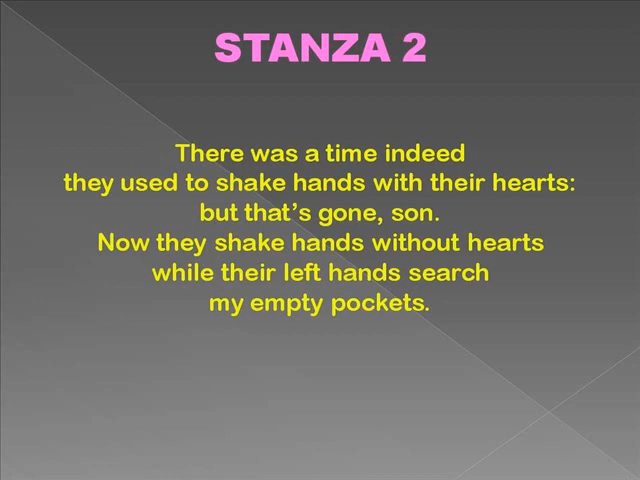 STANZA 2
There was a time indeed
they used to shake hands with their hearts:
but that’s gone, son.
Now they shake hands without hearts
while their left hands search
my empty pockets.